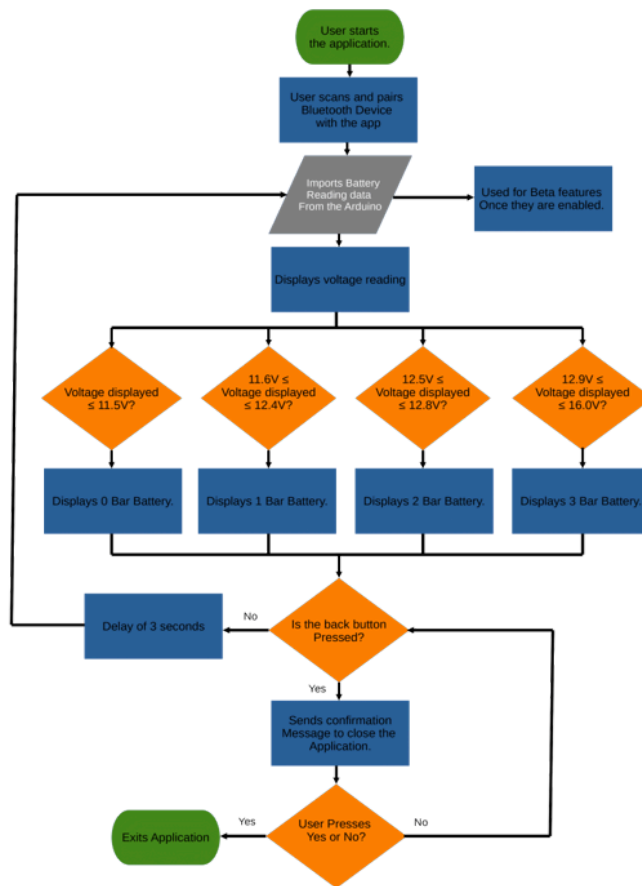 User starts
the application.
User scans and pairs
Bluetooth Device
with the app
Imports Battery
Reading data
From the Arduino
Used for Beta features
Once they are enabled.
Displays voltage reading
Voltage displayed
≤ 11.5V?
11.6V ≤
Voltage displayed
≤ 12.4V?
12.5V ≤
Voltage displayed
≤ 12.8V?
12.9V ≤
Voltage displayed
≤ 16.0V?
Displays 0 Bar Battery.
Displays 1 Bar Battery.
Displays 2 Bar Battery.
Displays 3 Bar Battery.
Delay of 3 seconds
No
Is the back button
Pressed?
Yes
Sends confirmation
Message to close the
Application.
Exits Application
Yes
User Presses
Yes or No?
No